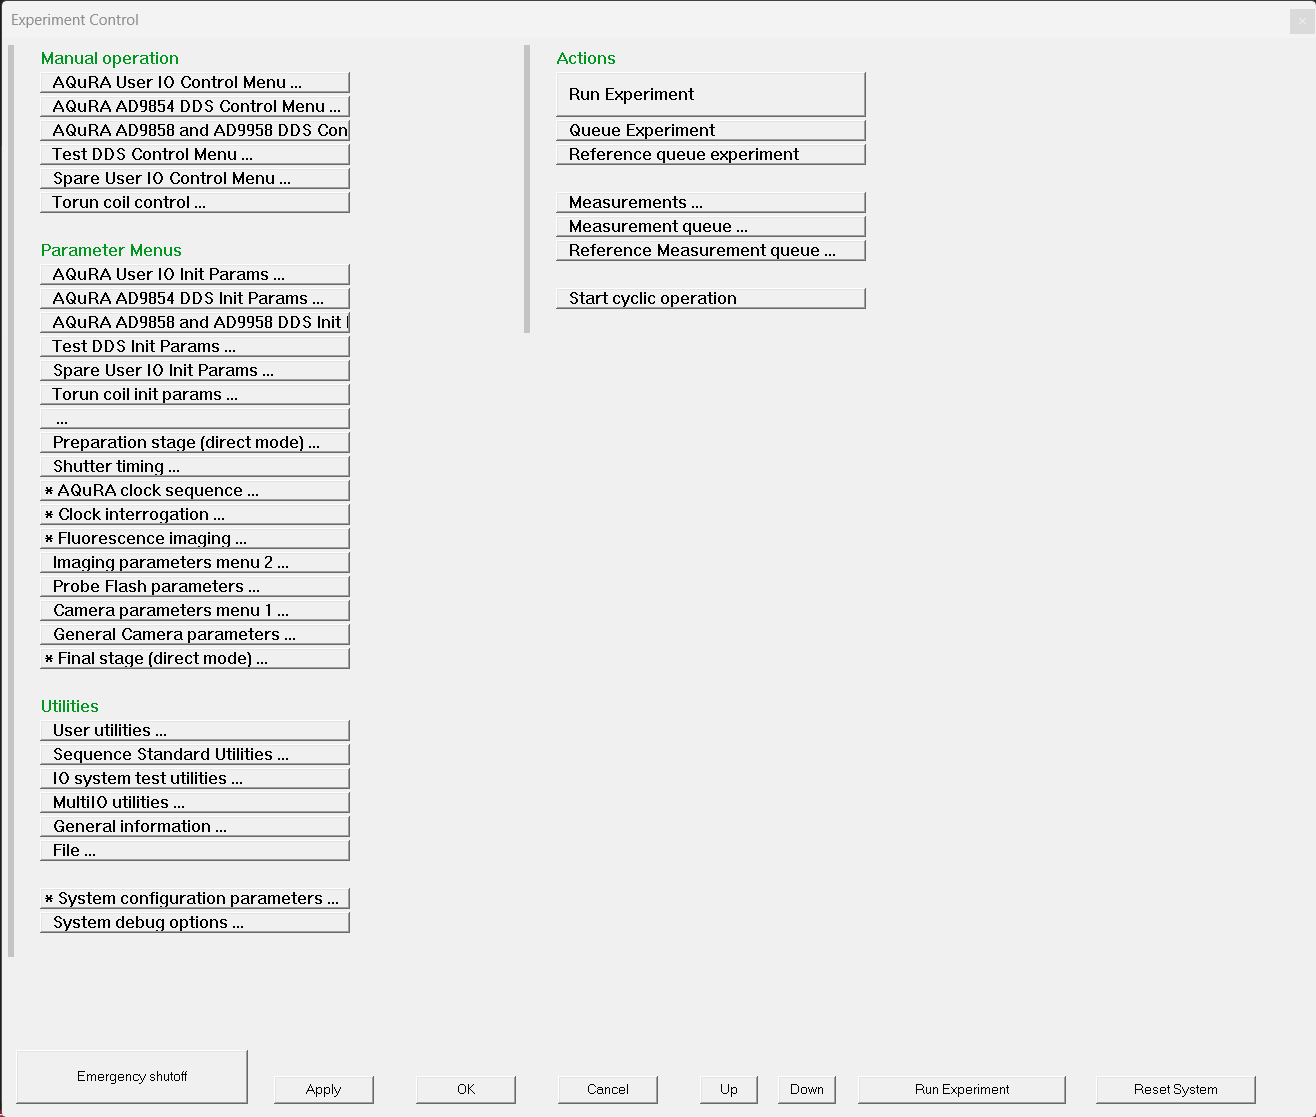 Experiment Control
Manual operation
AQuRA User IO Control Menu ...
AQuRA AD9854 DDS Control Menu ...
AQuRA AD9858 and AD9958 DDS Con
Test DDS Control Menu ...
Spare User IO Control Menu ...
Torun coil control ...
Parameter Menus
AQuRA User IO Init Params ...
AQuRA AD9854 DDS Init Params ...
AQuRA AD9858 and AD9958 DDS Init
Test DDS Init Params ...
Spare User IO Init Params ...
Torun coil init params ...
...
Preparation stage (direct mode) ...
Shutter timing ...
* AQuRA clock sequence ...
* Clock interrogation ...
* Fluorescence imaging ...
Imaging parameters menu 2 ...
Probe Flash parameters ...
Camera parameters menu 1 ...
General Camera parameters ...
* Final stage (direct mode) ...
Utilities
User utilities ...
Sequence Standard Utilities ...
IO system test utilities ...
MultiIO utilities ...
General information ...
File ...
* System configuration parameters ...
System debug options ...
Actions
Run Experiment
Queue Experiment
Reference queue experiment
Measurements ...
Measurement queue ...
Reference Measurement queue ...
Start cyclic operation
Emergency shutoff
Apply
OK
Cancel
Up
Down
Run Experiment
Reset System